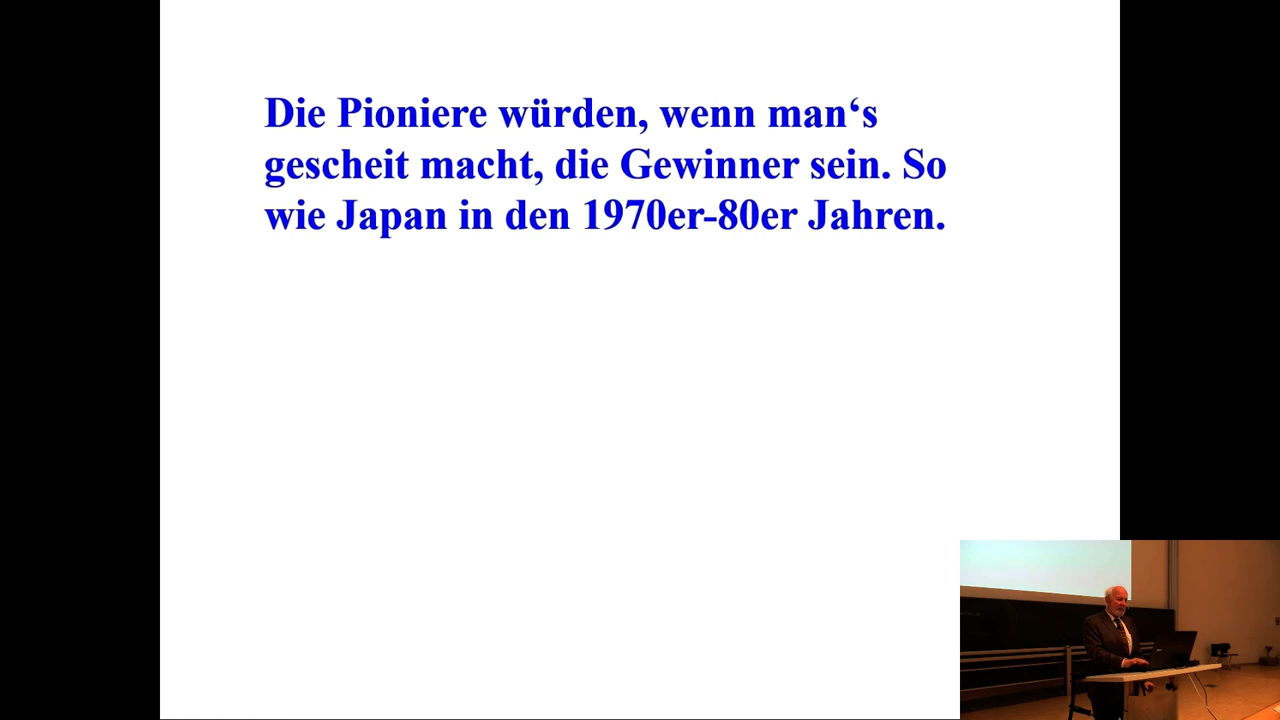 Die Pioniere würden, wenn man‘s
gescheit macht, die Gewinner sein. So
wie Japan in den 1970er-80er Jahren.